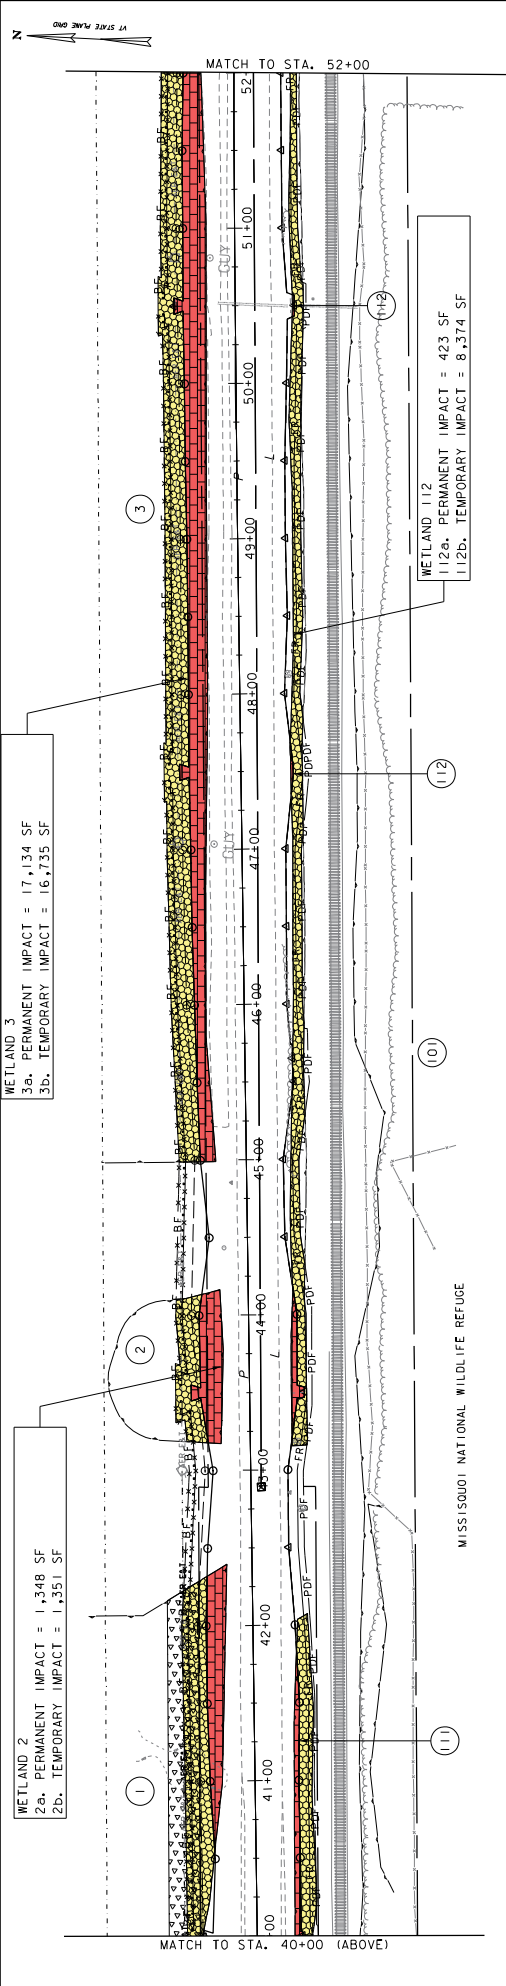 N
VT STATE PLANE GRID
MATCH TO STA. 52+00
52
51+00
GUY
112
50+00
3
P
L
49+00
WETLAND 112
112a. PERMANENT IMPACT = 423 SF
112b. TEMPORARY IMPACT = 8,374 SF
48+00
112
47+00
GUY
WETLAND 3
3a. PERMANENT IMPACT = 17,134 SF
3b. TEMPORARY IMPACT = 16,735 SF
46+00
101
45+00
44+00
2
P
L
BF
PDF
MISSISQUOI NATIONAL WILDLIFE REFUGE
WETLAND 2
2a. PERMANENT IMPACT = 1,348 SF
2b. TEMPORARY IMPACT = 1,351 SF
43+00
42+00
41+00
1
111
00
MATCH TO STA. 40+00 (ABOVE)